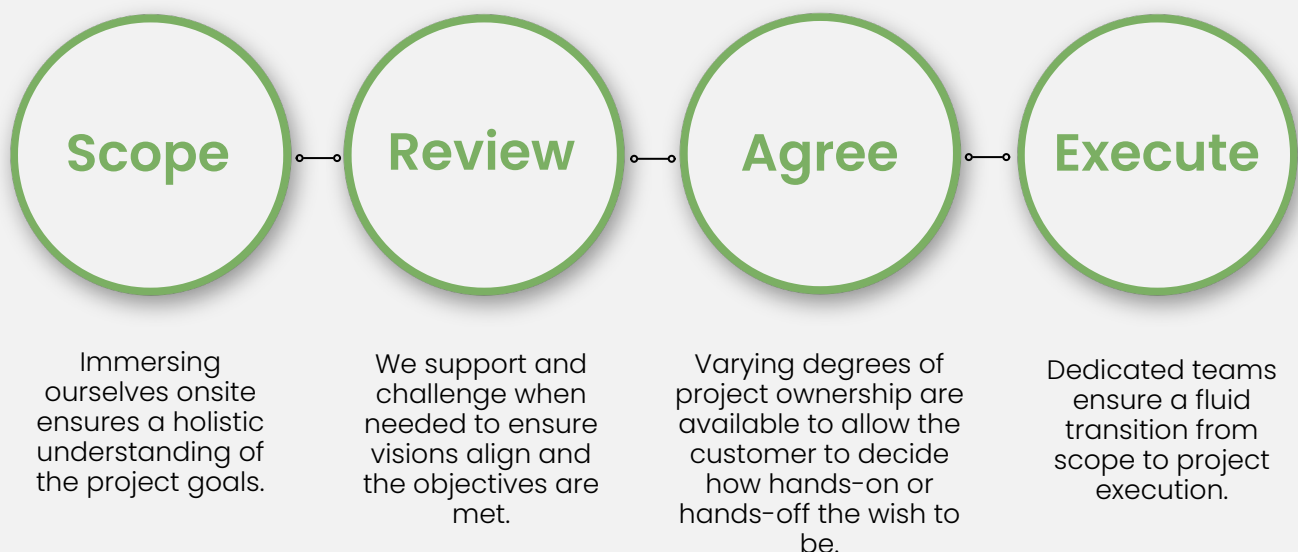 Scope
Review
Agree
Execute
Immersing
ourselves onsite
ensures a holistic
understanding of
the project goals.
We support and
challenge when
needed to ensure
visions align and
the objectives are
met.
Varying degrees of
project ownership are
available to allow the
customer to decide
how hands-on or
hands-off the wish to
be.
Dedicated teams
ensure a fluid
transition from
scope to project
execution.